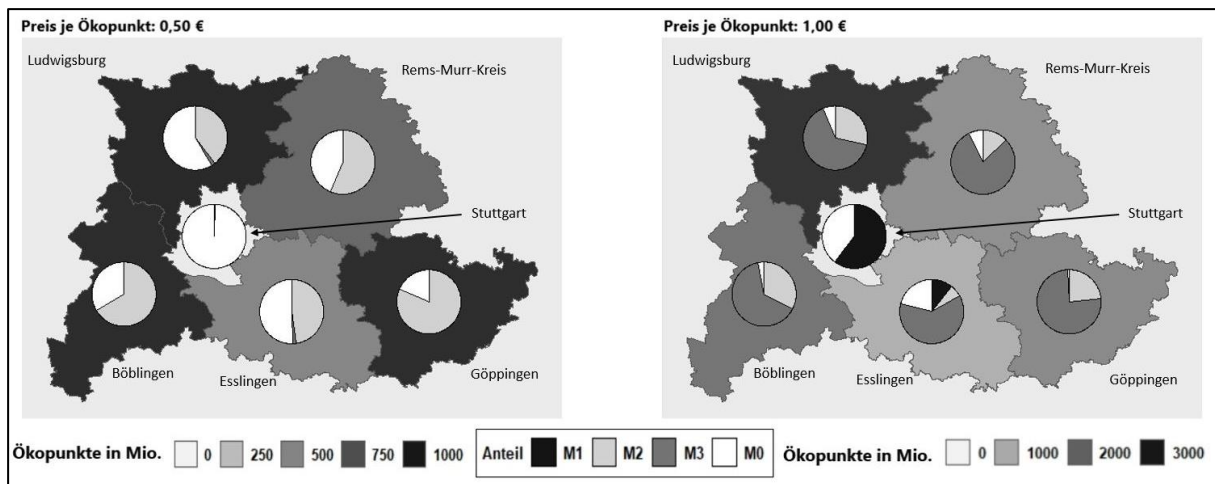 Preis je Ökopunkt: 0,50 €
Ludwigsburg
Rems-Murr-Kreis
Stuttgart
Böblingen
Esslingen
Göppingen
Preis je Ökopunkt: 1,00 €
Ludwigsburg
Rems-Murr-Kreis
Stuttgart
Böblingen
Esslingen
Göppingen
Ökopunkte in Mio. 0 250 500 750 1000
Anteil M1 M2 M3 M0
Ökopunkte in Mio. 0 1000 2000 3000